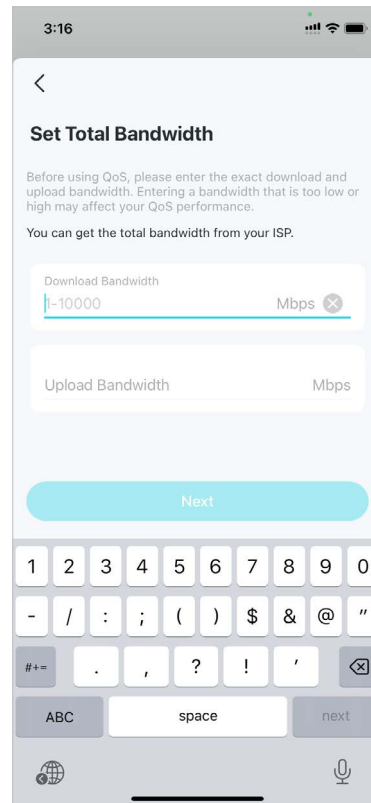 3:16
Set Total Bandwidth
Before using QoS, please enter the exact download and
upload bandwidth. Entering a bandwidth that is too low or
high may affect your QoS performance.
You can get the total bandwidth from your ISP.
Download Bandwidth
1-10000 Mbps
Upload Bandwidth Mbps
Next
1 2 3 4 5 6 7 8 9 0
- / : ; ( ) $ & @ "
#+= . , ? ! '
ABC space next